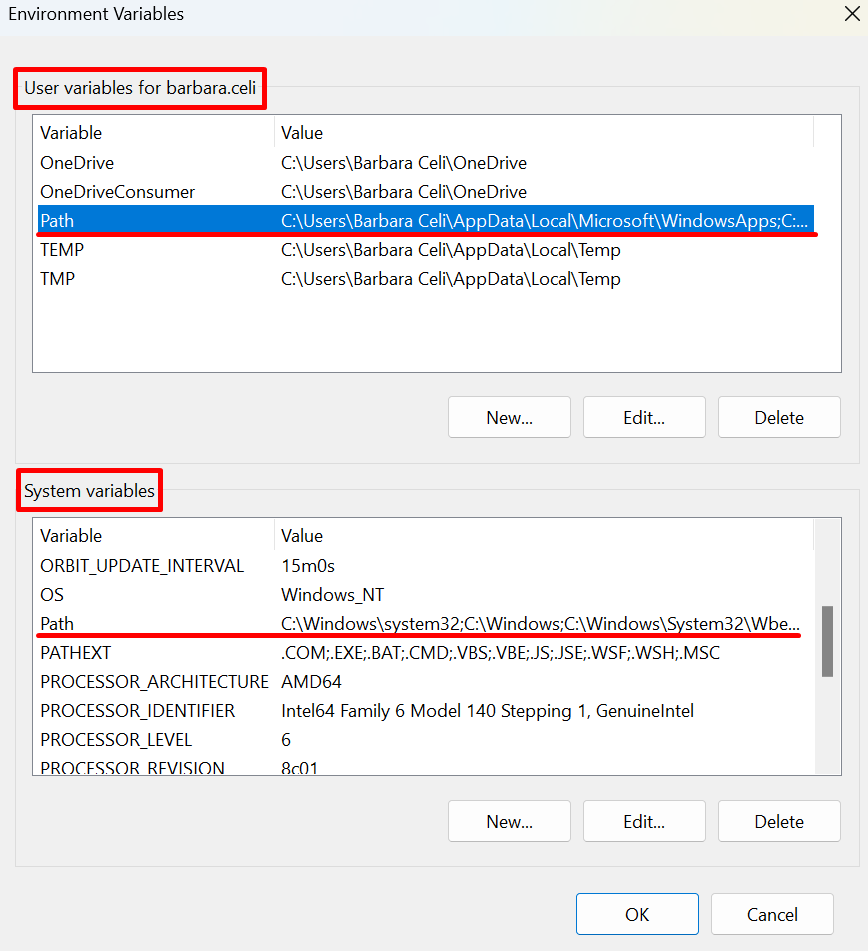 Environment Variables
User variables for barbara.celi
Variable Value
OneDrive C:\Users\Barbara Celi\OneDrive
OneDriveConsumer C:\Users\Barbara Celi\OneDrive
Path C:\Users\Barbara Celi\AppData\Local\Microsoft\WindowsApps;C:...
TEMP C:\Users\Barbara Celi\AppData\Local\Temp
TMP C:\Users\Barbara Celi\AppData\Local\Temp
New... Edit... Delete
System variables
Variable Value
ORBIT_UPDATE_INTERVAL 15m0s
OS Windows_NT
Path C:\Windows\system32;C:\Windows;C:\Windows\System32\Wbe...
PATHEXT .COM;.EXE;.BAT;.CMD;.VBS;.VBE;.JS;.JSE;.WSF;.WSH;.MSC
PROCESSOR_ARCHITECTURE AMD64
PROCESSOR_IDENTIFIER Intel64 Family 6 Model 140 Stepping 1, GenuineIntel
PROCESSOR_LEVEL 6
PROCESSOR_REVISION 8c01
New... Edit... Delete
OK Cancel